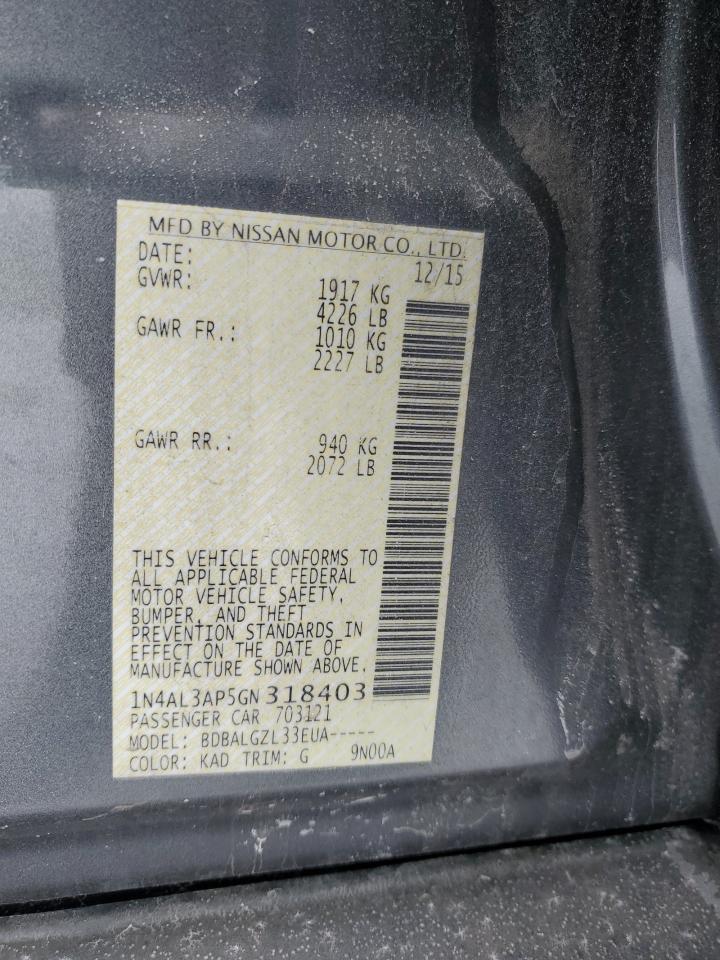 MFD BY NISSAN MOTOR CO., LTD.
DATE: 12/15
GVWR: 1917 KG
4226 LB
GAWR FR.: 1010 KG
2227 LB
GAWR RR.: 940 KG
2072 LB
THIS VEHICLE CONFORMS TO
ALL APPLICABLE FEDERAL
MOTOR VEHICLE SAFETY,
BUMPER, AND THEFT
PREVENTION STANDARDS IN
EFFECT ON THE DATE OF
MANUFACTURE SHOWN ABOVE.
1N4AL3AP5GN318403
PASSENGER CAR 703121
MODEL: BDBALGZL33EUA-----
COLOR: KAD TRIM: G 9N00A